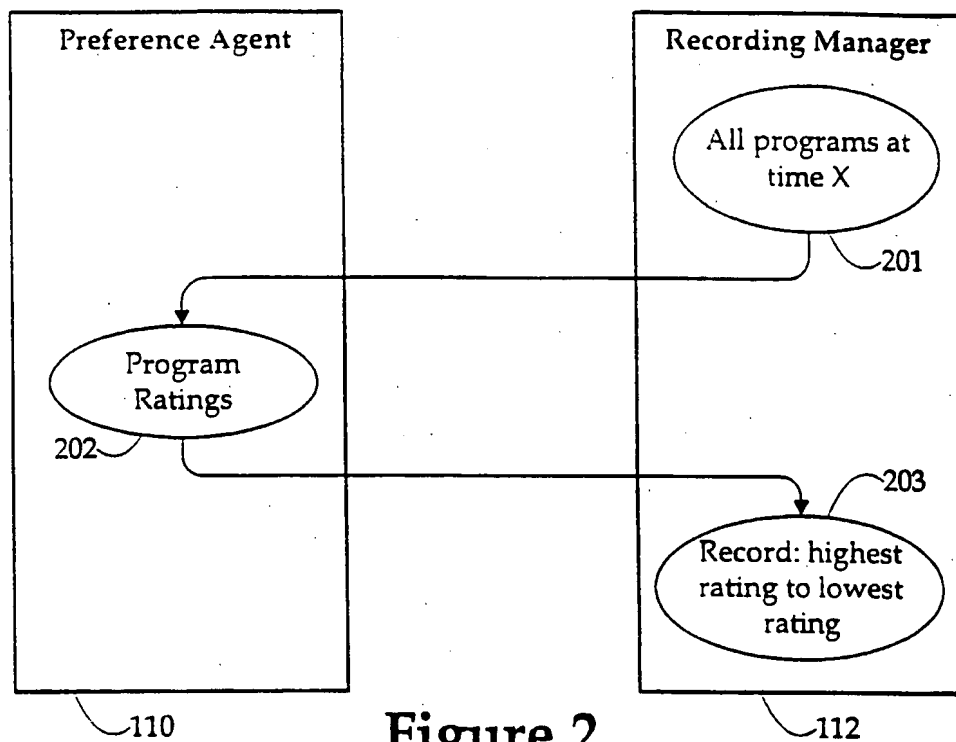 Preference Agent
Recording Manager
All programs at
time X
201
Program
Ratings
202
203
Record: highest
rating to lowest
rating
110
Figure 2
112